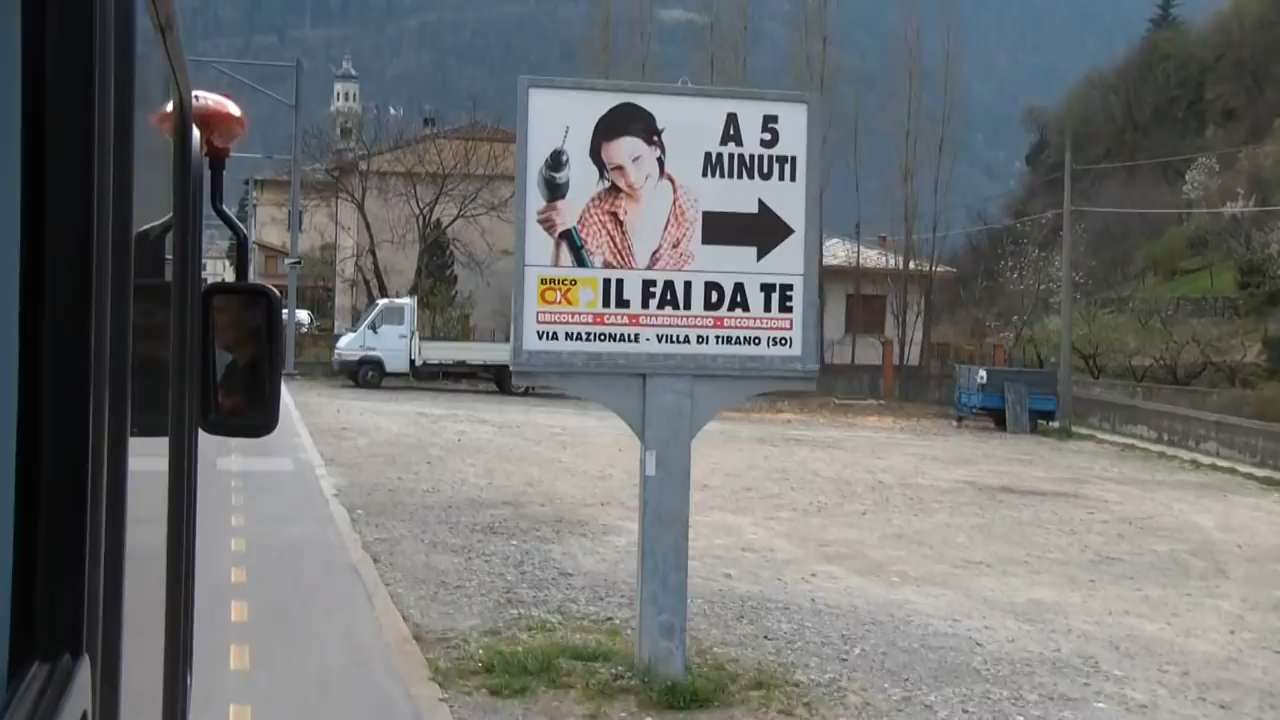 A 5
MINUTI
BRICO
OK
IL FAI DA TE
BRICOLAGE - CASA - GIARDINAGGIO - DECORAZIONE
VIA NAZIONALE - VILLA DI TIRANO (SO)